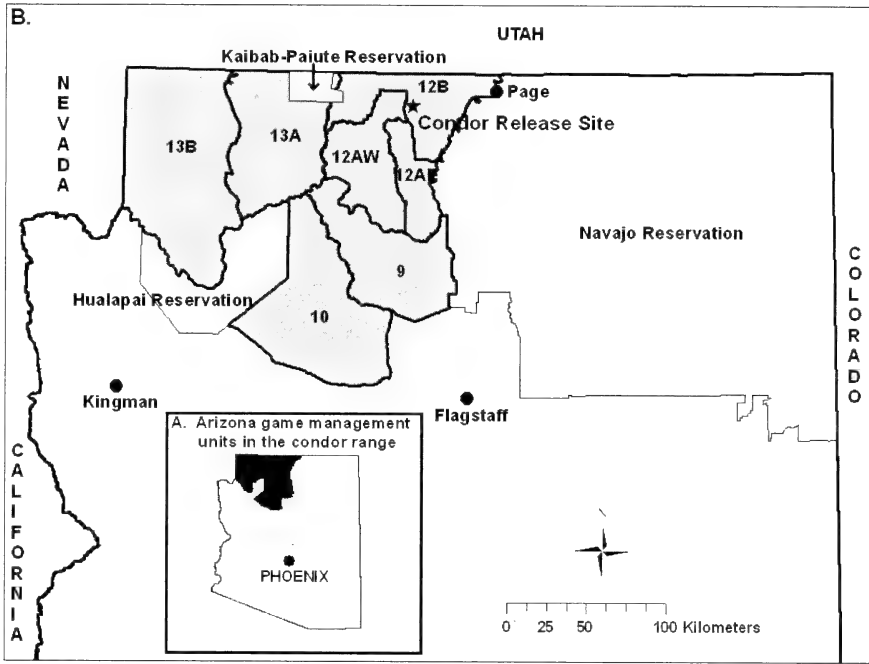 B.
UTAH
Kaibab-Paiute Reservation
NEVADA
12B
Page
Condor Release Site
13A
13B
12AW
12AE
Navajo Reservation
COLORADO
9
Hualapai Reservation
10
Kingman
Flagstaff
A. Arizona game management
units in the condor range
CALIFORNIA
PHOENIX
0 25 50 100 Kilometers